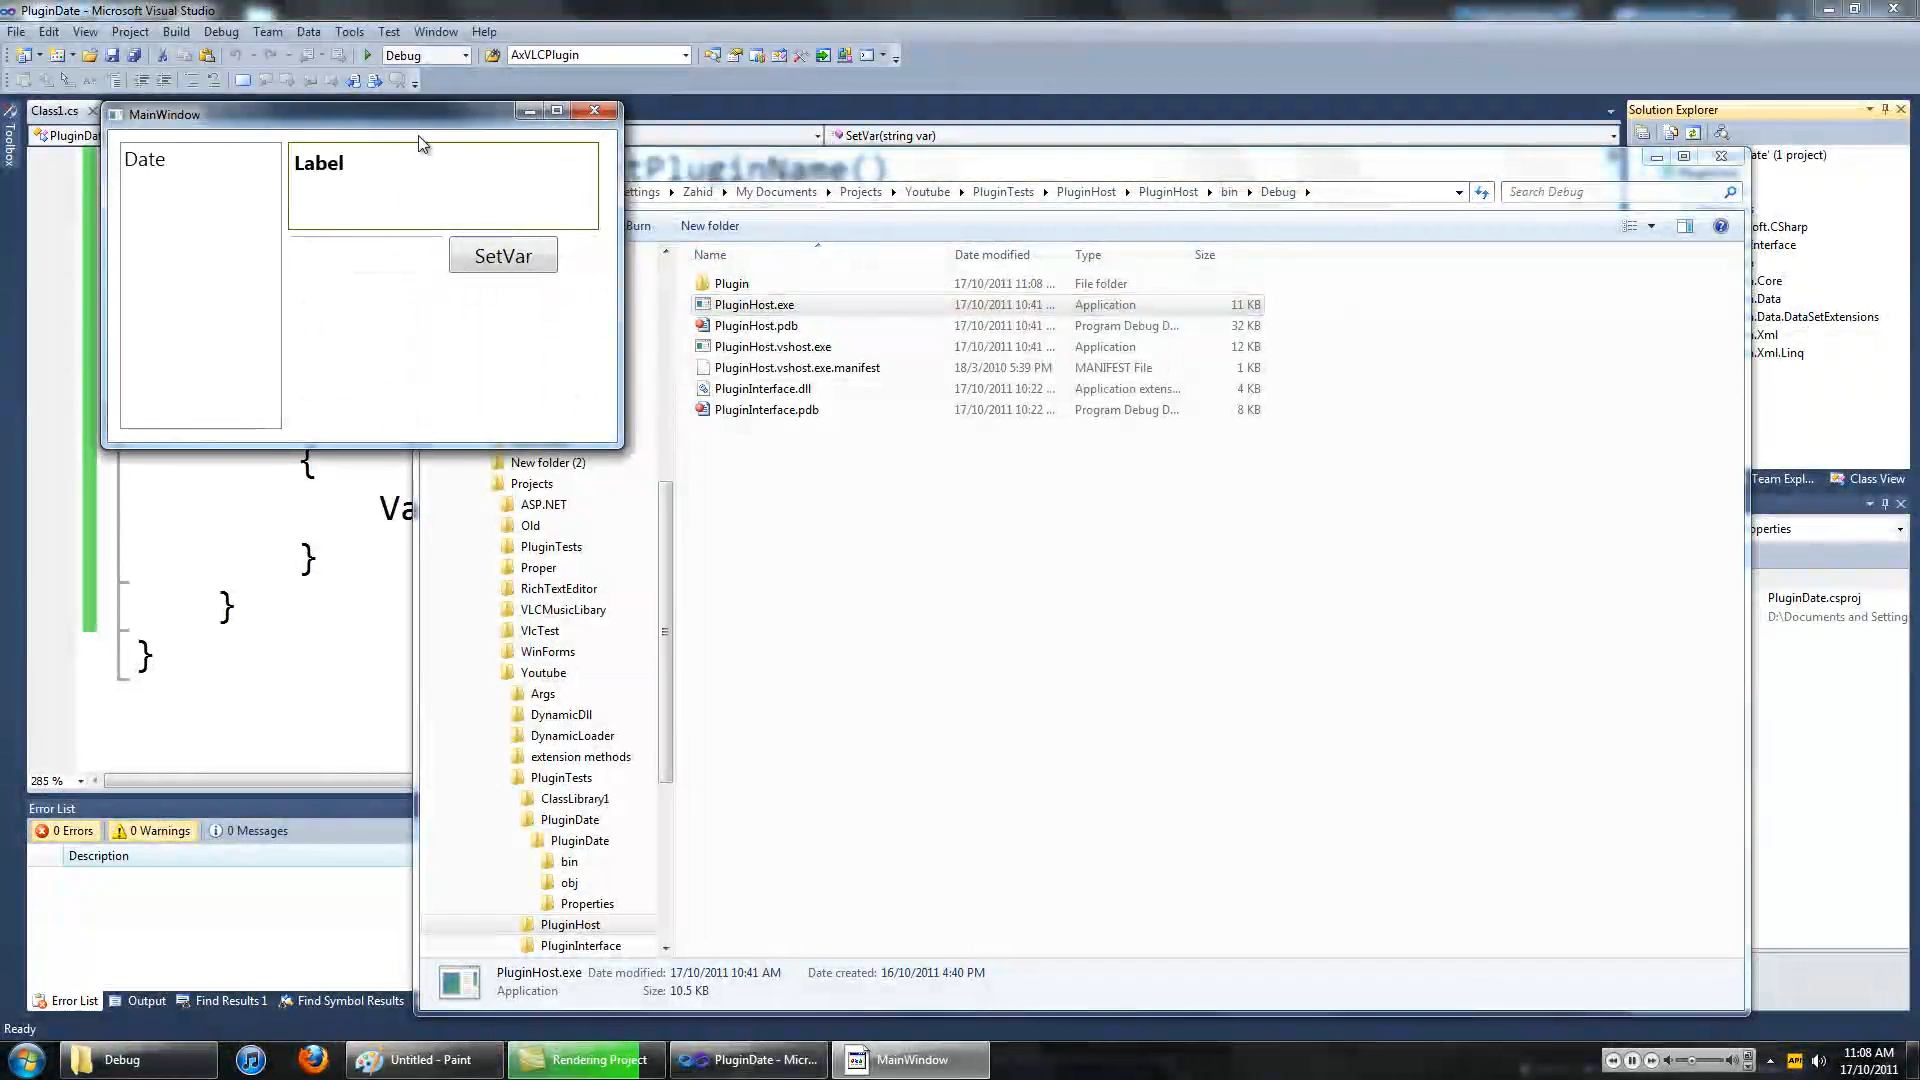 PluginDate - Microsoft Visual Studio
File Edit View Project Build Debug Team Data Tools Test Window Help
Debug AxVLCPlugin
Class1.cs
MainWindow
Solution Explorer
PluginDat
SetVar(string var)
Date
Label
SetVar
tPluginName()
ate' (1 project)
ettings Zahid My Documents Projects Youtube PluginTests PluginHost PluginHost bin Debug
Search Debug
Burn New folder
Name Date modified Type Size
Plugin 17/10/2011 11:08 ... File folder
PluginHost.exe 17/10/2011 10:41 ... Application 11 KB
PluginHost.pdb 17/10/2011 10:41 ... Program Debug D... 32 KB
PluginHost.vshost.exe 17/10/2011 10:41 ... Application 12 KB
PluginHost.vshost.exe.manifest 18/3/2010 5:39 PM MANIFEST File 1 KB
PluginInterface.dll 17/10/2011 10:22 ... Application extens... 4 KB
PluginInterface.pdb 17/10/2011 10:22 ... Program Debug D... 8 KB
s
oft.CSharp
nterface
.Core
.Data
.Data.DataSetExtensions
.Xml
.Xml.Linq
Team Expl... Class View
operties
PluginDate.csproj
D:\Documents and Setting
{
Va
}
}
}
New folder (2)
Projects
ASP.NET
Old
PluginTests
Proper
RichTextEditor
VLCMusicLibary
VlcTest
WinForms
Youtube
Args
DynamicDll
DynamicLoader
extension methods
PluginTests
ClassLibrary1
PluginDate
PluginDate
bin
obj
Properties
PluginHost
PluginInterface
285 %
Error List
0 Errors 0 Warnings 0 Messages
Description
PluginHost.exe Date modified: 17/10/2011 10:41 AM Date created: 16/10/2011 4:40 PM
Application Size: 10.5 KB
Error List Output Find Results 1 Find Symbol Results
Ready
Debug Untitled - Paint Rendering Project PluginDate - Micr... MainWindow
11:08 AM
17/10/2011